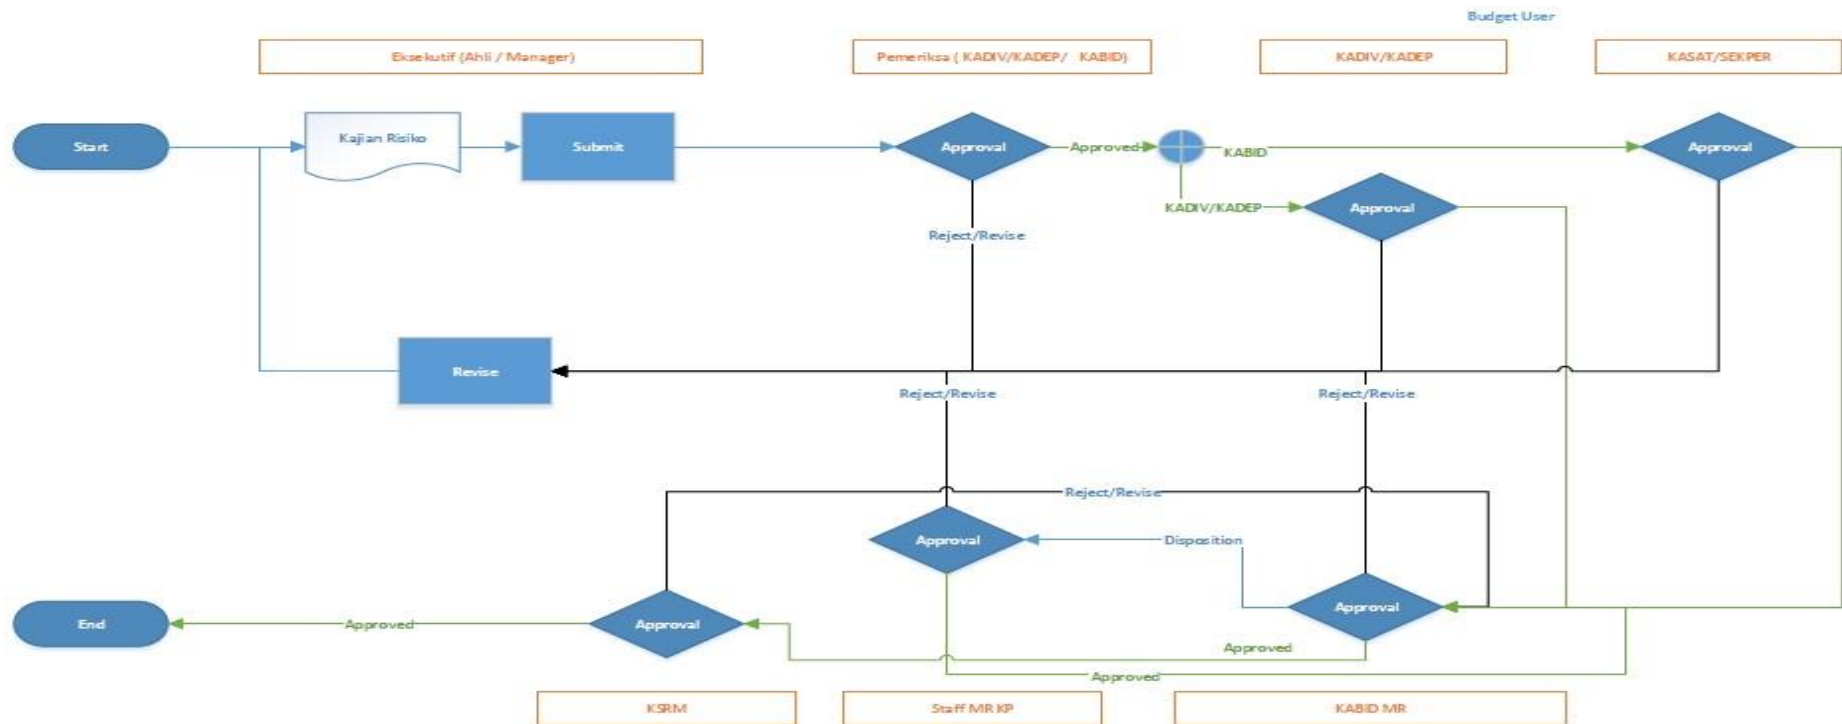 Budget User
Eksekutif (Ahli / Manager)
Pemeriksa ( KADIV/KADEP/ KABID)
KADIV/KADEP
KASAT/SEKPER
Start
Kajian Risiko
Submit
Approval
Approved
KABID
Approval
KADIV/KADEP
Approval
Reject/Revise
Revise
Reject/Revise
Reject/Revise
Reject/Revise
Approval
Disposition
Approval
End
Approved
Approval
Approved
Approved
KSRM
Staff MR KP
KABID MR